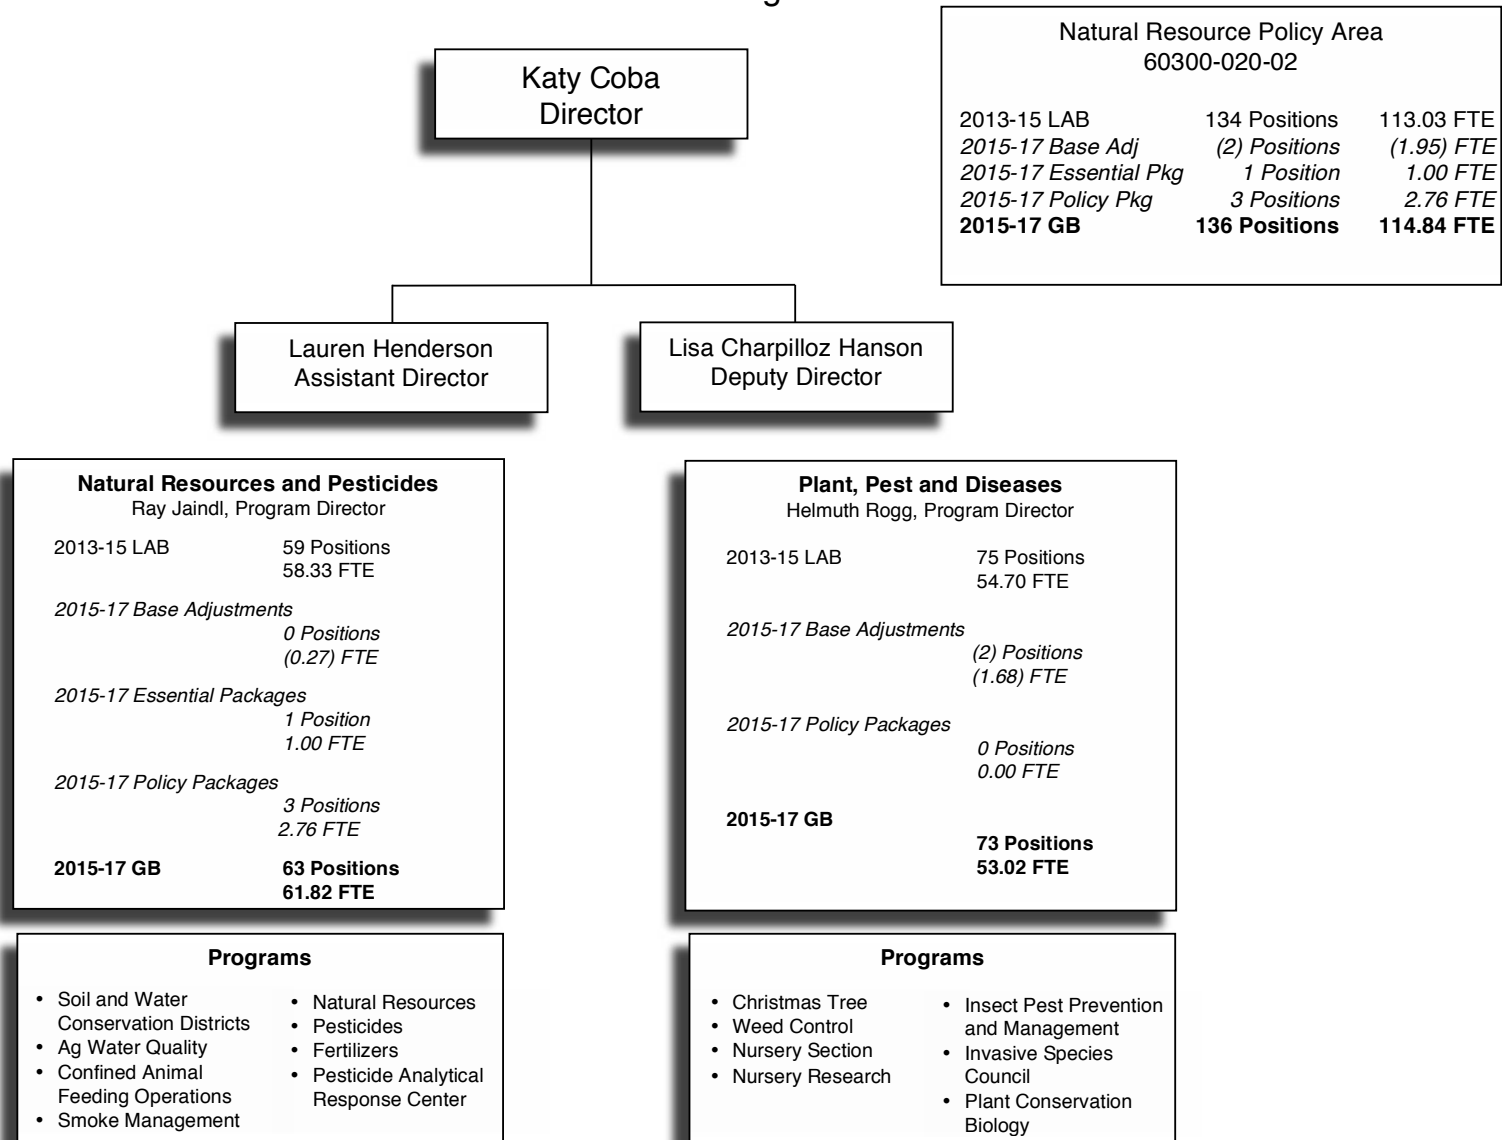 Katy Coba
Director
Natural Resource Policy Area
60300-020-02
2013-15 LAB 134 Positions 113.03 FTE
2015-17 Base Adj (2) Positions (1.95) FTE
2015-17 Essential Pkg 1 Position 1.00 FTE
2015-17 Policy Pkg 3 Positions 2.76 FTE
2015-17 GB 136 Positions 114.84 FTE
Lauren Henderson
Assistant Director
Lisa Charpilloz Hanson
Deputy Director
Natural Resources and Pesticides
Ray Jaindl, Program Director
2013-15 LAB 59 Positions
58.33 FTE
2015-17 Base Adjustments
0 Positions
(0.27) FTE
2015-17 Essential Packages
1 Position
1.00 FTE
2015-17 Policy Packages
3 Positions
2.76 FTE
2015-17 GB 63 Positions
61.82 FTE
Plant, Pest and Diseases
Helmuth Rogg, Program Director
2013-15 LAB 75 Positions
54.70 FTE
2015-17 Base Adjustments
(2) Positions
(1.68) FTE
2015-17 Policy Packages
0 Positions
0.00 FTE
2015-17 GB
73 Positions
53.02 FTE
Programs
• Soil and Water
Conservation Districts
• Ag Water Quality
• Confined Animal
Feeding Operations
• Smoke Management
• Natural Resources
• Pesticides
• Fertilizers
• Pesticide Analytical
Response Center
Programs
• Christmas Tree
• Weed Control
• Nursery Section
• Nursery Research
• Insect Pest Prevention
and Management
• Invasive Species
Council
• Plant Conservation
Biology